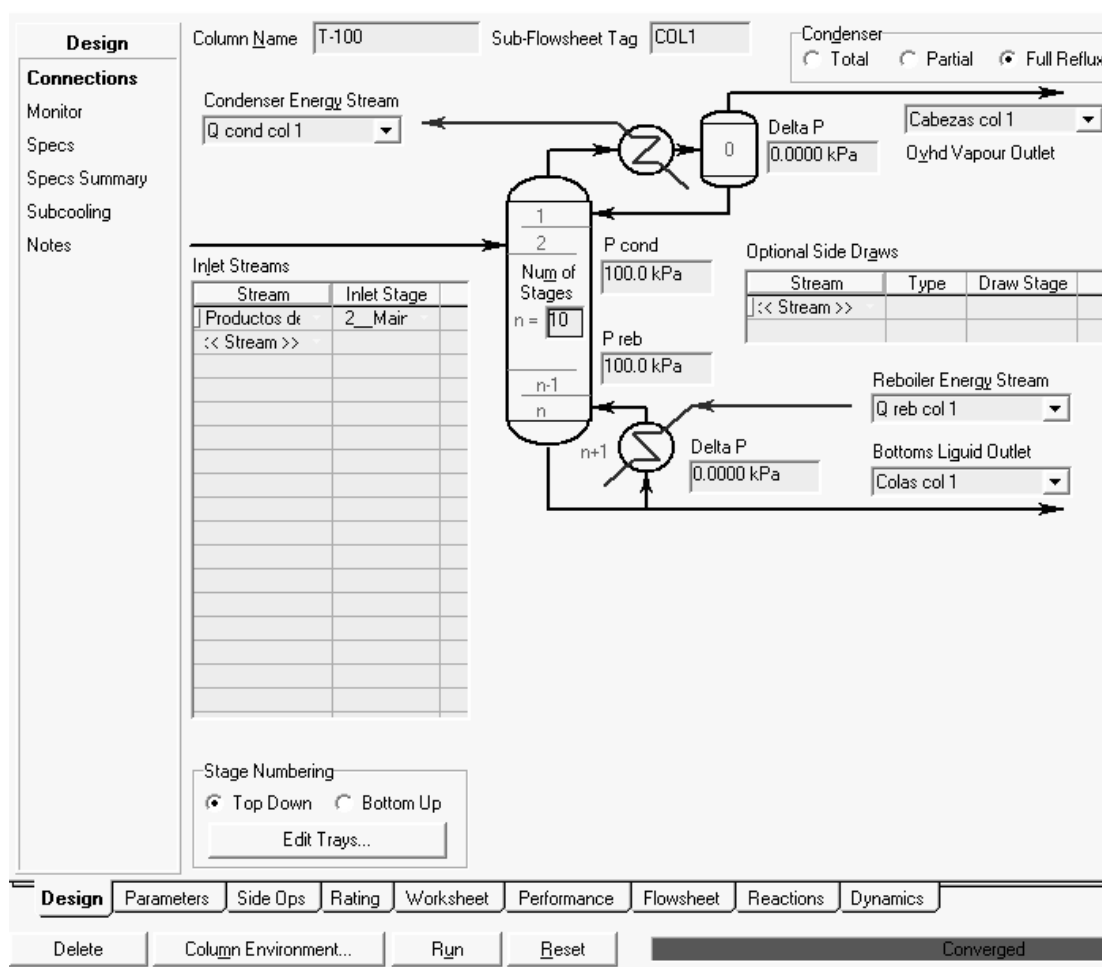 Design
Connections
Monitor
Specs
Specs Summary
Subcooling
Notes
Column Name T-100 Sub-Flowsheet Tag COL1
Condenser
Total Partial Full Reflux
Condenser Energy Stream
Q cond col 1
Delta P
0.0000 kPa
Cabezas col 1
Ovhd Vapour Outlet
0
1
2
Num of
Stages
n = 10
n-1
n
n+1
P cond
100.0 kPa
P reb
100.0 kPa
Delta P
0.0000 kPa
Inlet Streams
Stream Inlet Stage
Productos de 2__Mair
<< Stream >>
Optional Side Draws
Stream Type Draw Stage
<< Stream >>
Reboiler Energy Stream
Q reb col 1
Bottoms Liquid Outlet
Colas col 1
Stage Numbering
Top Down Bottom Up
Edit Trays...
Design Parameters Side Ops Rating Worksheet Performance Flowsheet Reactions Dynamics
Delete Column Environment... Run Reset Converged